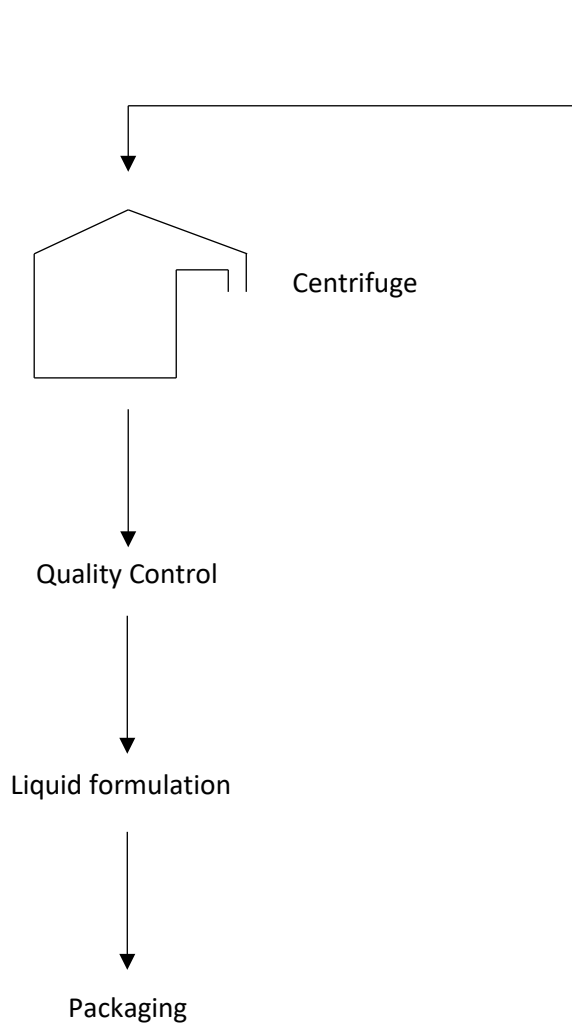 Centrifuge
Quality Control
Liquid formulation
Packaging